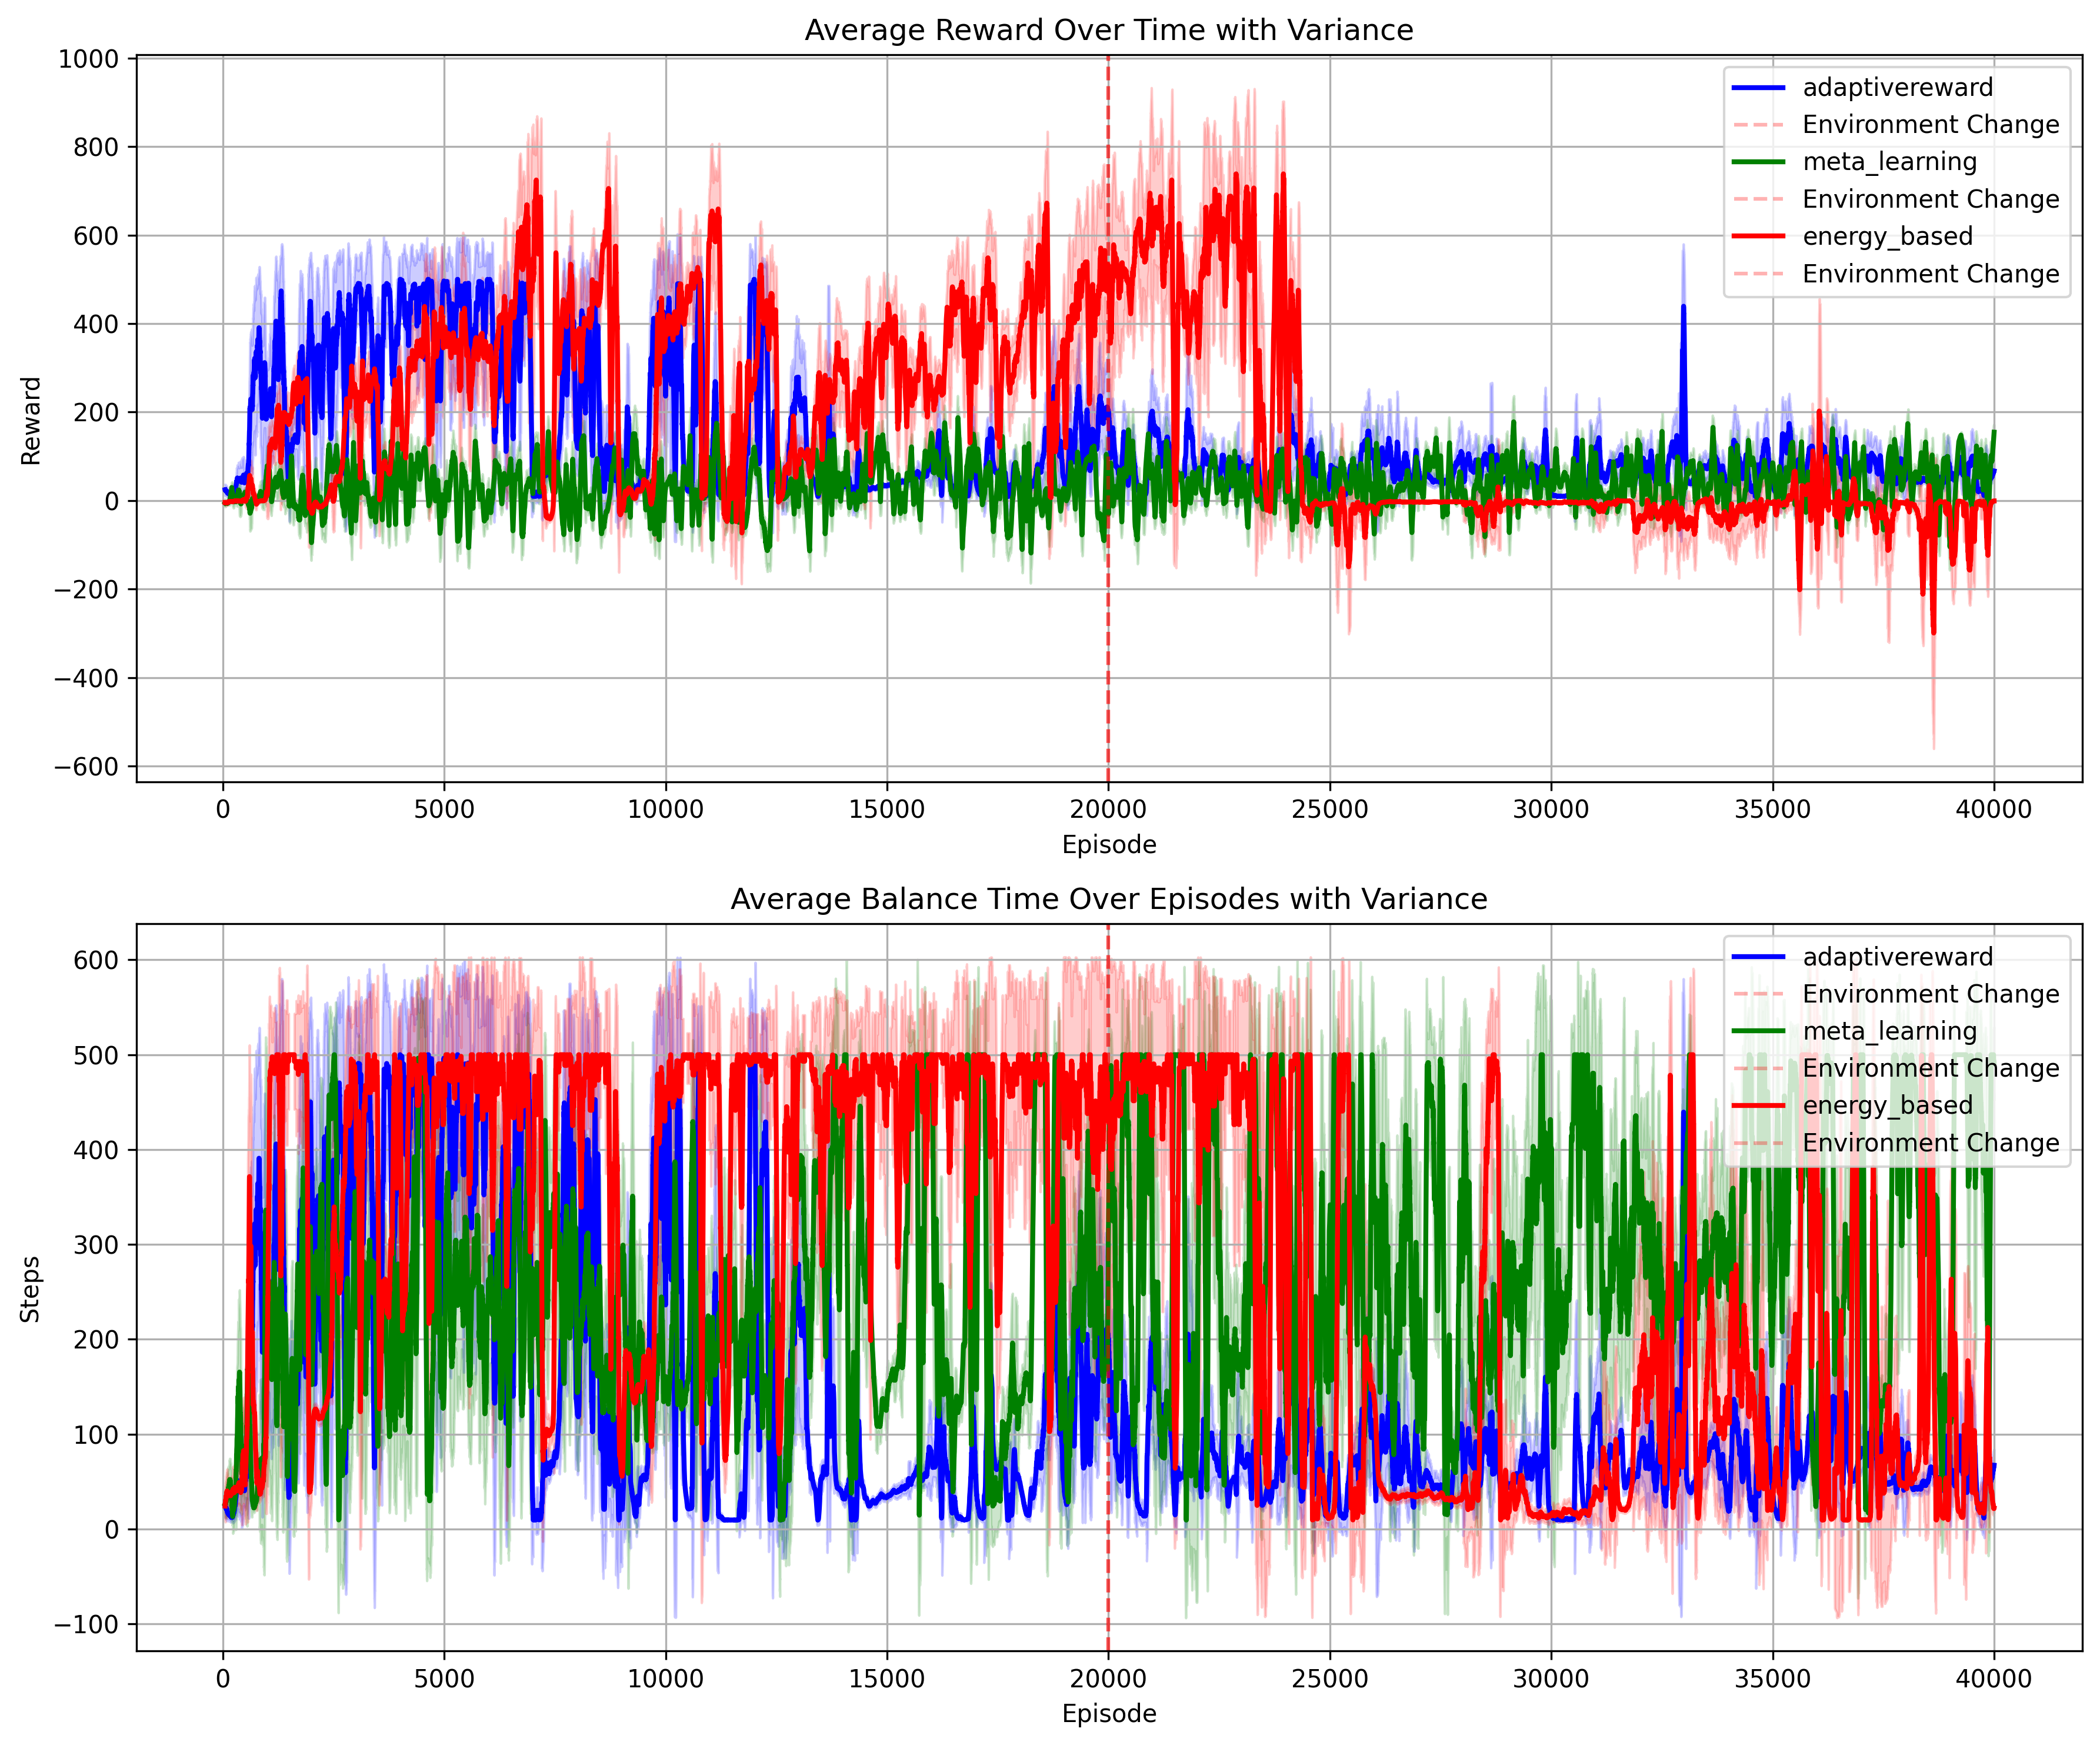 Average Reward Over Time with Variance
1000
800
600
400
200
0
−200
−400
−600
Reward
adaptivereward
Environment Change
meta_learning
Environment Change
energy_based
Environment Change
0 5000 10000 15000 20000 25000 30000 35000 40000
Episode
Average Balance Time Over Episodes with Variance
600
500
400
300
200
100
0
−100
Steps
adaptivereward
Environment Change
meta_learning
Environment Change
energy_based
Environment Change
0 5000 10000 15000 20000 25000 30000 35000 40000
Episode